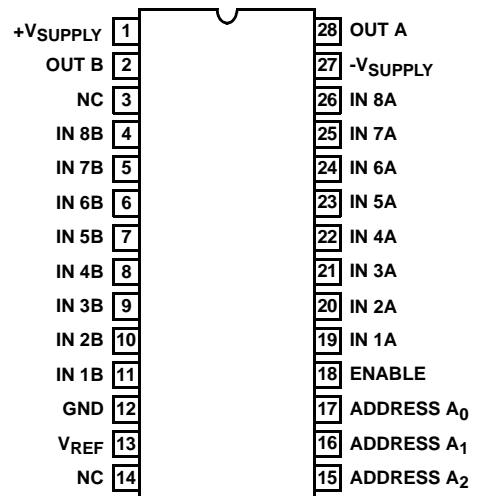 +VSUPPLY 1 28 OUT A
OUT B 2 27 -VSUPPLY
NC 3 26 IN 8A
IN 8B 4 25 IN 7A
IN 7B 5 24 IN 6A
IN 6B 6 23 IN 5A
IN 5B 7 22 IN 4A
IN 4B 8 21 IN 3A
IN 3B 9 20 IN 2A
IN 2B 10 19 IN 1A
IN 1B 11 18 ENABLE
GND 12 17 ADDRESS A0
VREF 13 16 ADDRESS A1
NC 14 15 ADDRESS A2